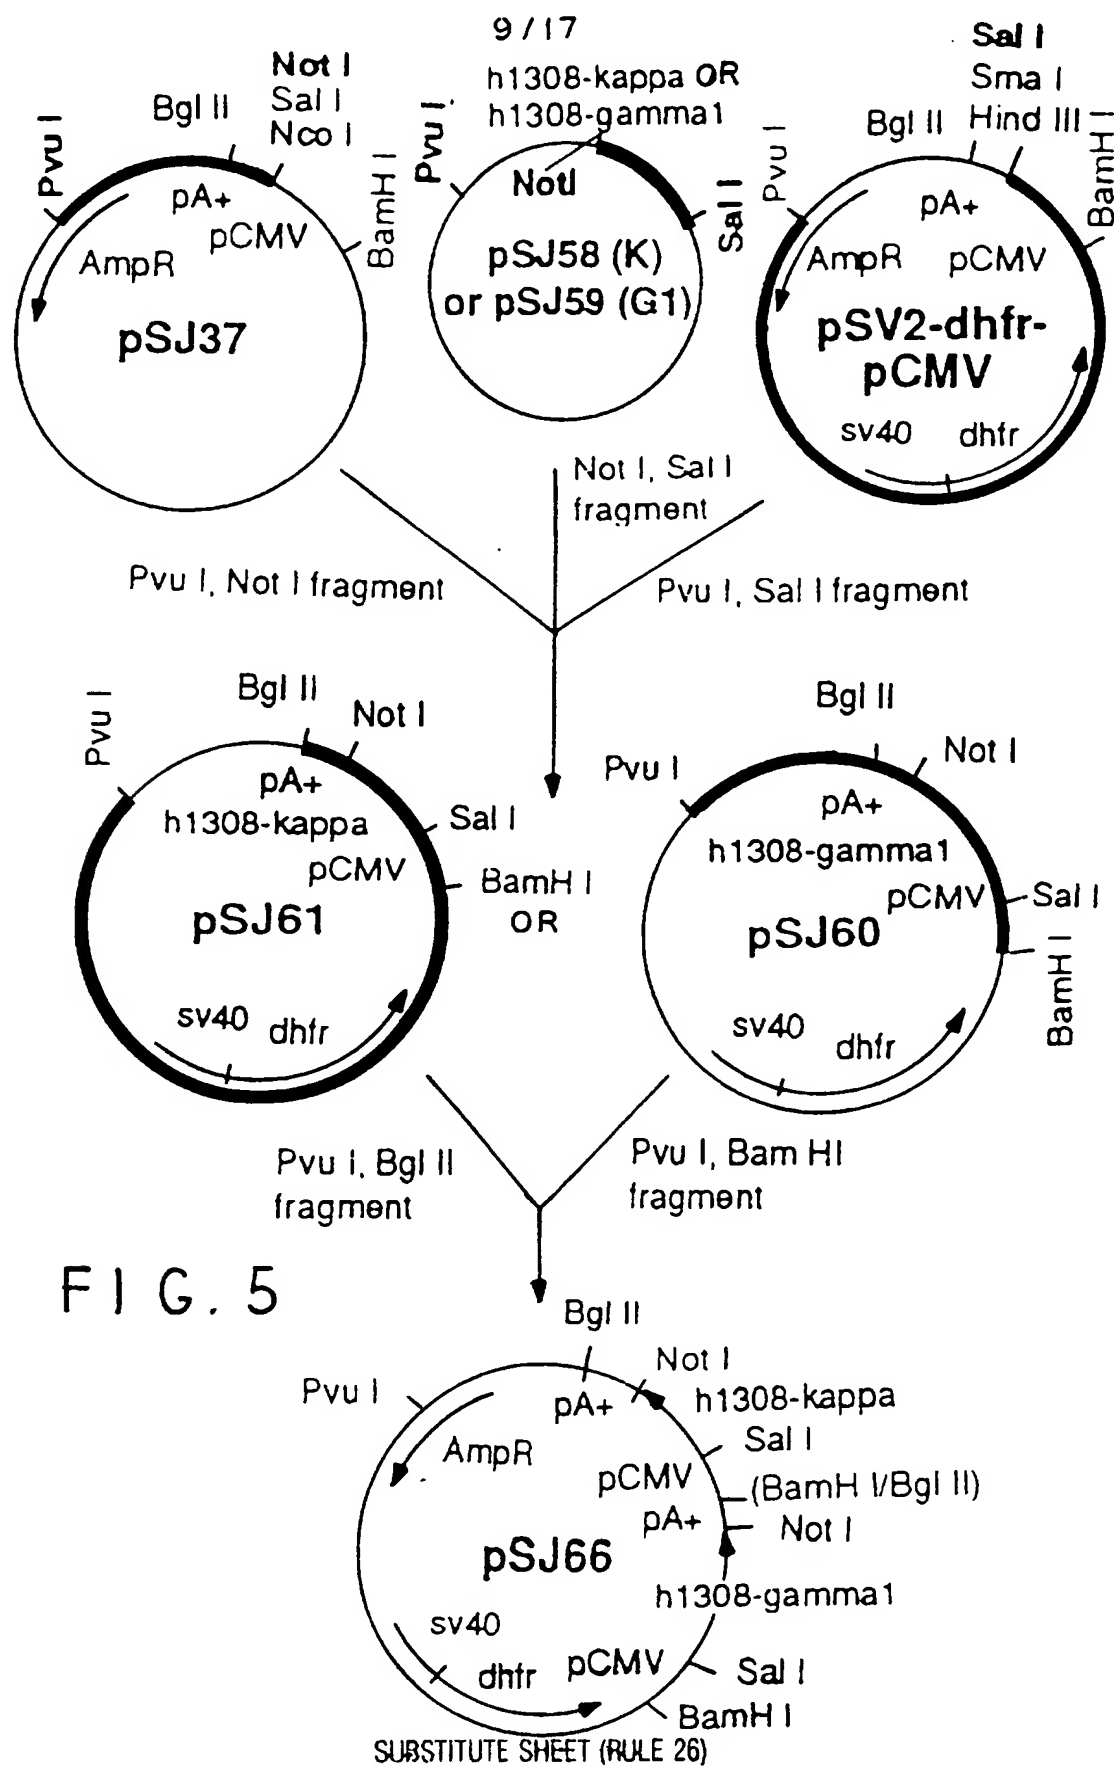 9/17
Pvu I
Bgl II
Not I
Sal I
Nco I
BamH I
pA+
pCMV
AmpR
pSJ37
h1308-kappa OR
h1308-gamma1
Pvu I
NotI
Sal I
pSJ58 (K)
or pSJ59 (G1)
Sal I
Sma I
Hind III
Bgl II
Pvu I
BamH I
pA+
AmpR
pCMV
pSV2-dhfr-
pCMV
sv40
dhfr
Not I, Sal I
fragment
Pvu I, Not I fragment
Pvu I, Sal I fragment
Pvu I
Bgl II
Not I
pA+
h1308-kappa
Sal I
pCMV
BamH I
OR
pSJ61
sv40
dhfr
Bgl II
Pvu I
Not I
pA+
h1308-gamma1
pCMV
Sal I
pSJ60
BamH I
sv40
dhfr
Pvu I, Bgl II
fragment
Pvu I, Bam HI
fragment
FIG. 5
Bgl II
Pvu I
Not I
pA+
h1308-kappa
AmpR
Sal I
pCMV
(BamH I/Bgl II)
pA+
Not I
pSJ66
h1308-gamma1
sv40
dhfr
pCMV
Sal I
BamH I
SUBSTITUTE SHEET (RULE 26)